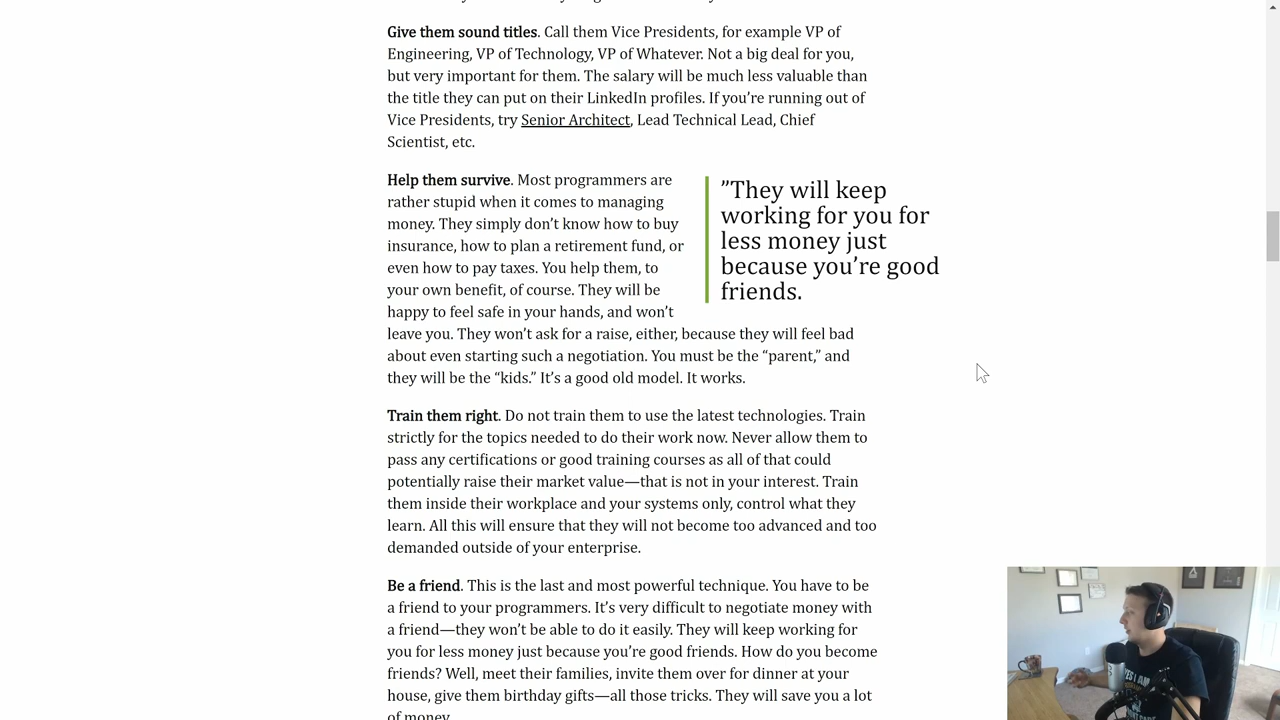 Give them sound titles. Call them Vice Presidents, for example VP of
Engineering, VP of Technology, VP of Whatever. Not a big deal for you,
but very important for them. The salary will be much less valuable than
the title they can put on their LinkedIn profiles. If you’re running out of
Vice Presidents, try Senior Architect, Lead Technical Lead, Chief
Scientist, etc.
Help them survive. Most programmers are
rather stupid when it comes to managing
money. They simply don’t know how to buy
insurance, how to plan a retirement fund, or
even how to pay taxes. You help them, to
your own benefit, of course. They will be
happy to feel safe in your hands, and won’t
leave you. They won’t ask for a raise, either, because they will feel bad
about even starting such a negotiation. You must be the “parent,” and
they will be the “kids.” It’s a good old model. It works.
”They will keep
working for you for
less money just
because you’re good
friends.
Train them right. Do not train them to use the latest technologies. Train
strictly for the topics needed to do their work now. Never allow them to
pass any certifications or good training courses as all of that could
potentially raise their market value—that is not in your interest. Train
them inside their workplace and your systems only, control what they
learn. All this will ensure that they will not become too advanced and too
demanded outside of your enterprise.
Be a friend. This is the last and most powerful technique. You have to be
a friend to your programmers. It’s very difficult to negotiate money with
a friend—they won’t be able to do it easily. They will keep working for
you for less money just because you’re good friends. How do you become
friends? Well, meet their families, invite them over for dinner at your
house, give them birthday gifts—all those tricks. They will save you a lot
of money.